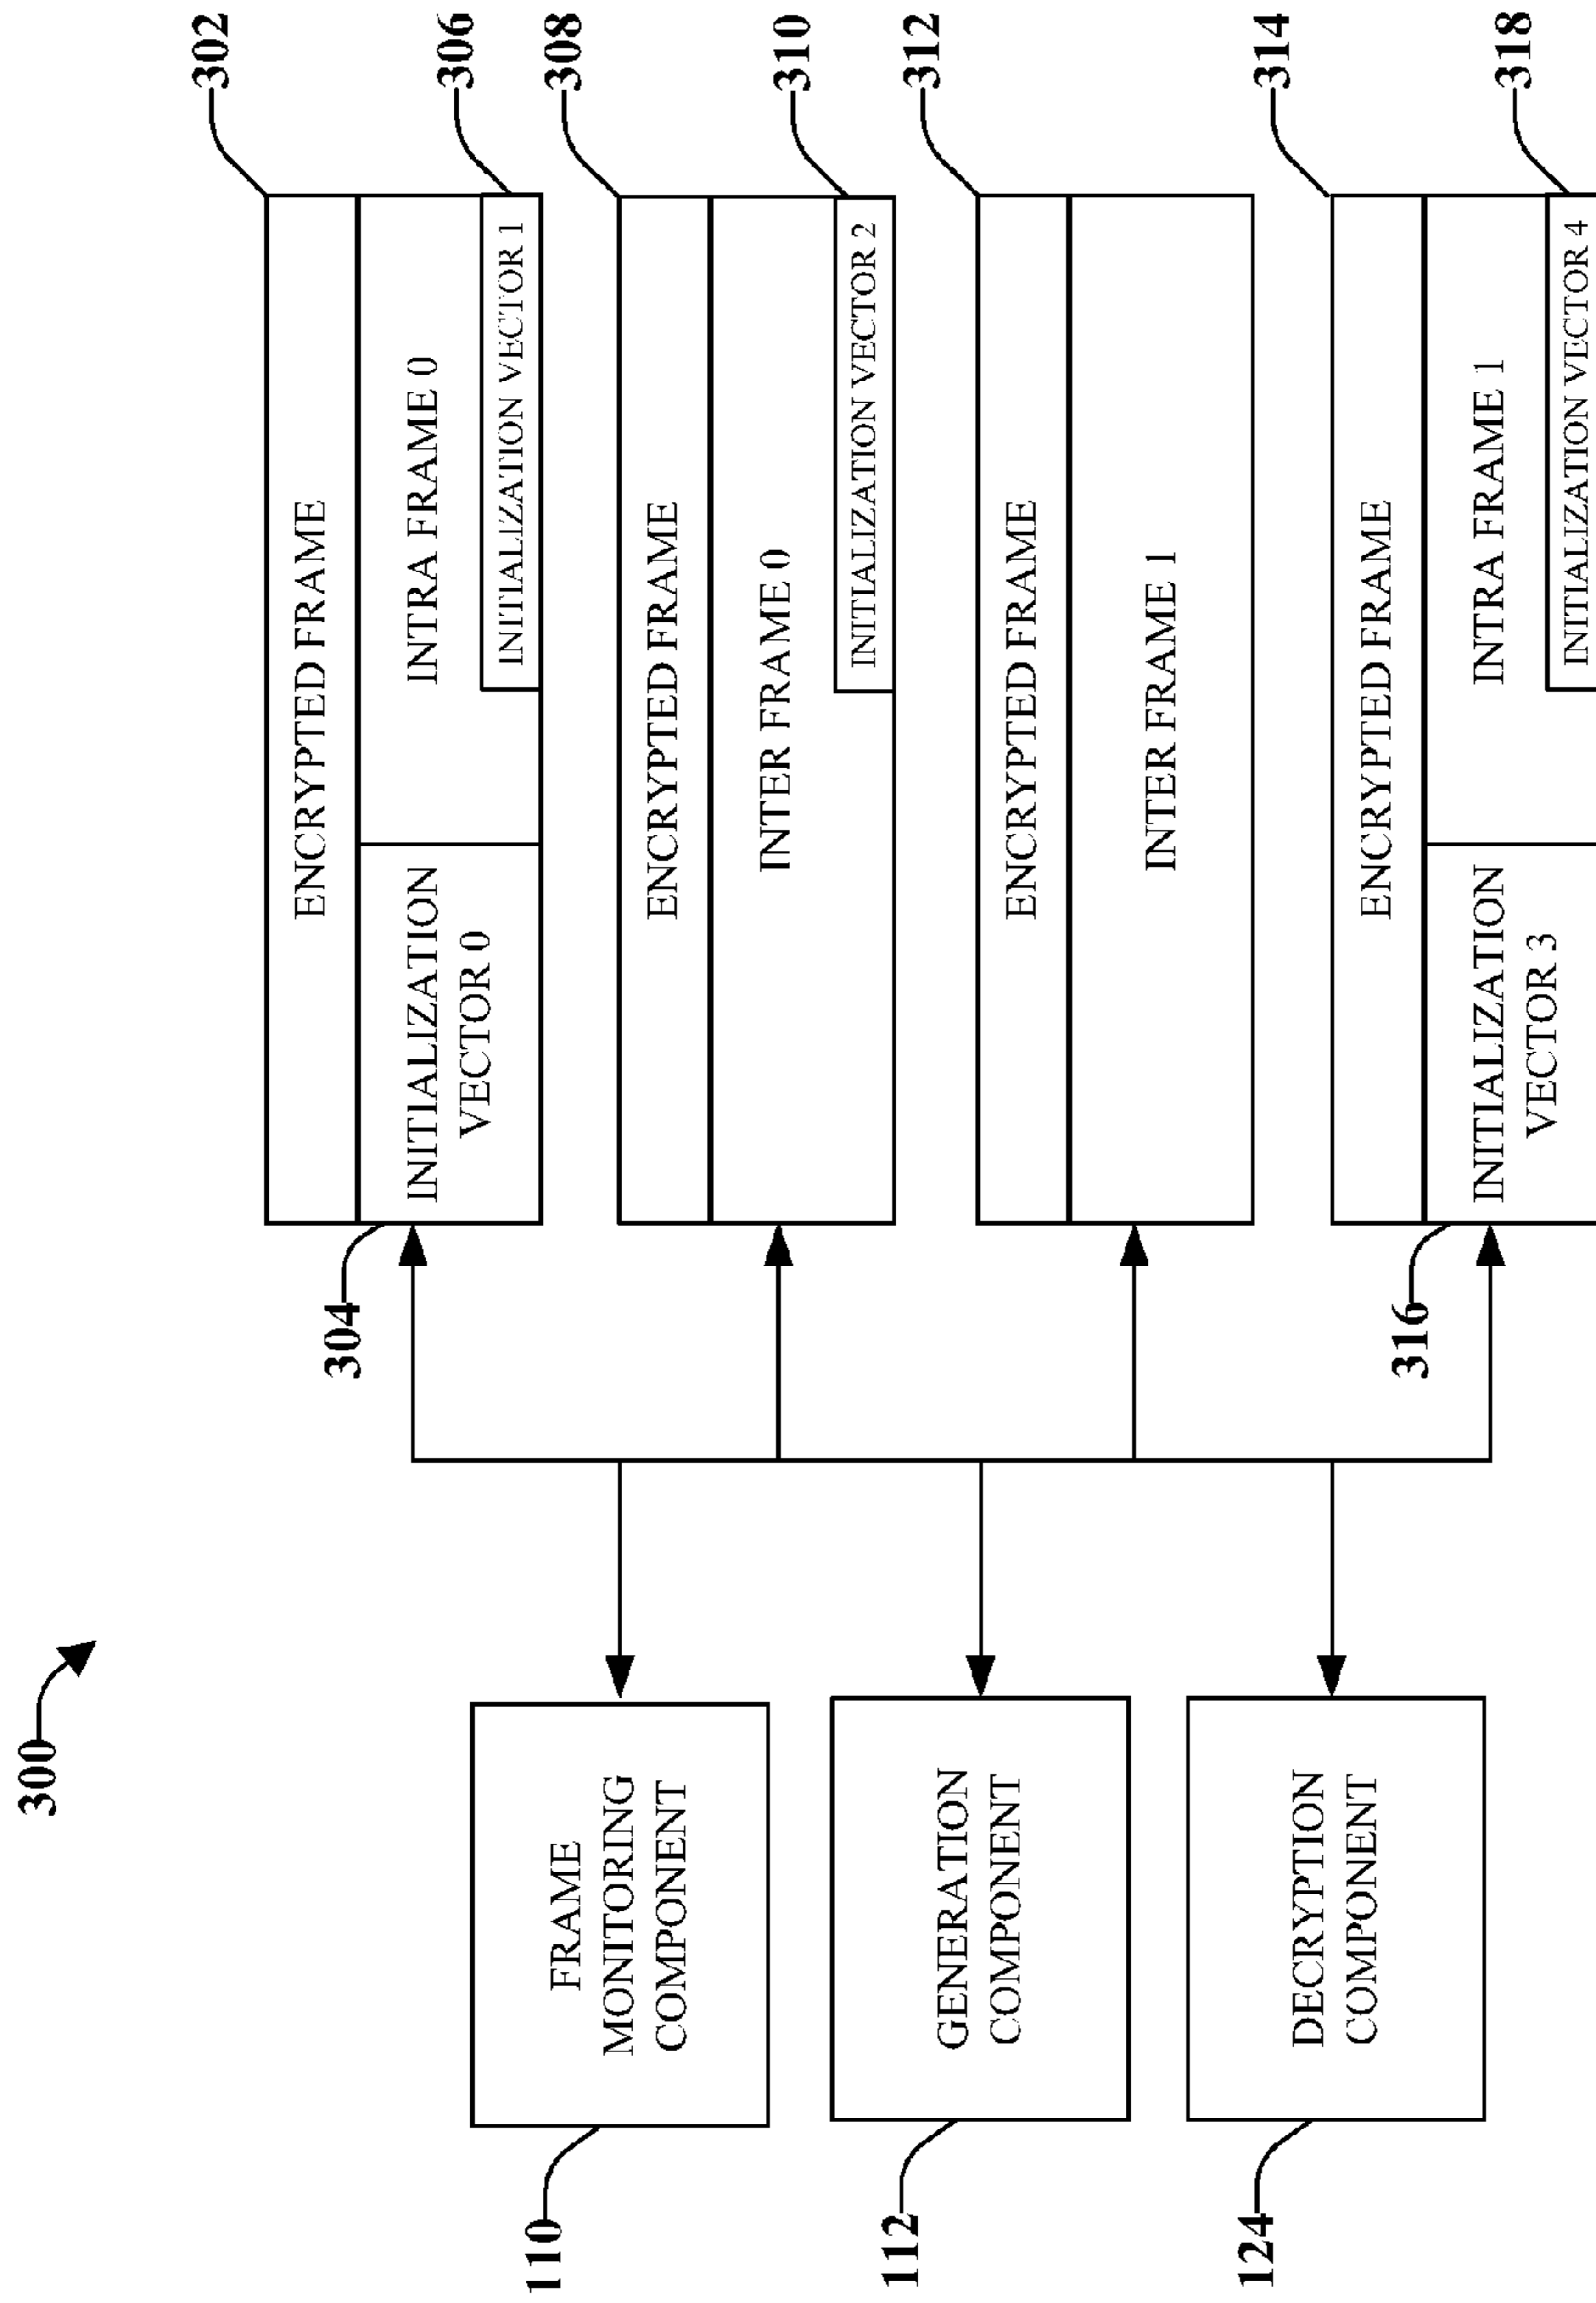 300
110
FRAME
MONITORING
COMPONENT
112
GENERATION
COMPONENT
124
DECRYPTION
COMPONENT
302
ENCRYPTED FRAME
304
INITIALIZATION
VECTOR 0
INTRA FRAME 0
306
INITIALIZATION VECTOR 1
308
ENCRYPTED FRAME
INTER FRAME 0
310
INITIALIZATION VECTOR 2
312
ENCRYPTED FRAME
INTER FRAME 1
314
ENCRYPTED FRAME
316
INITIALIZATION
VECTOR 3
INTRA FRAME 1
318
INITIALIZATION VECTOR 4